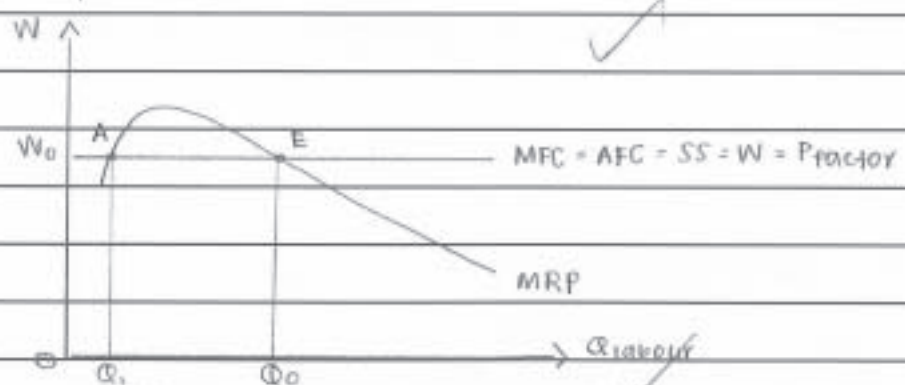 W
A
E
W₀
MFC = AFC = SS = W = Pfactor
MRP
O
Q₁
Q₀
Qlabour